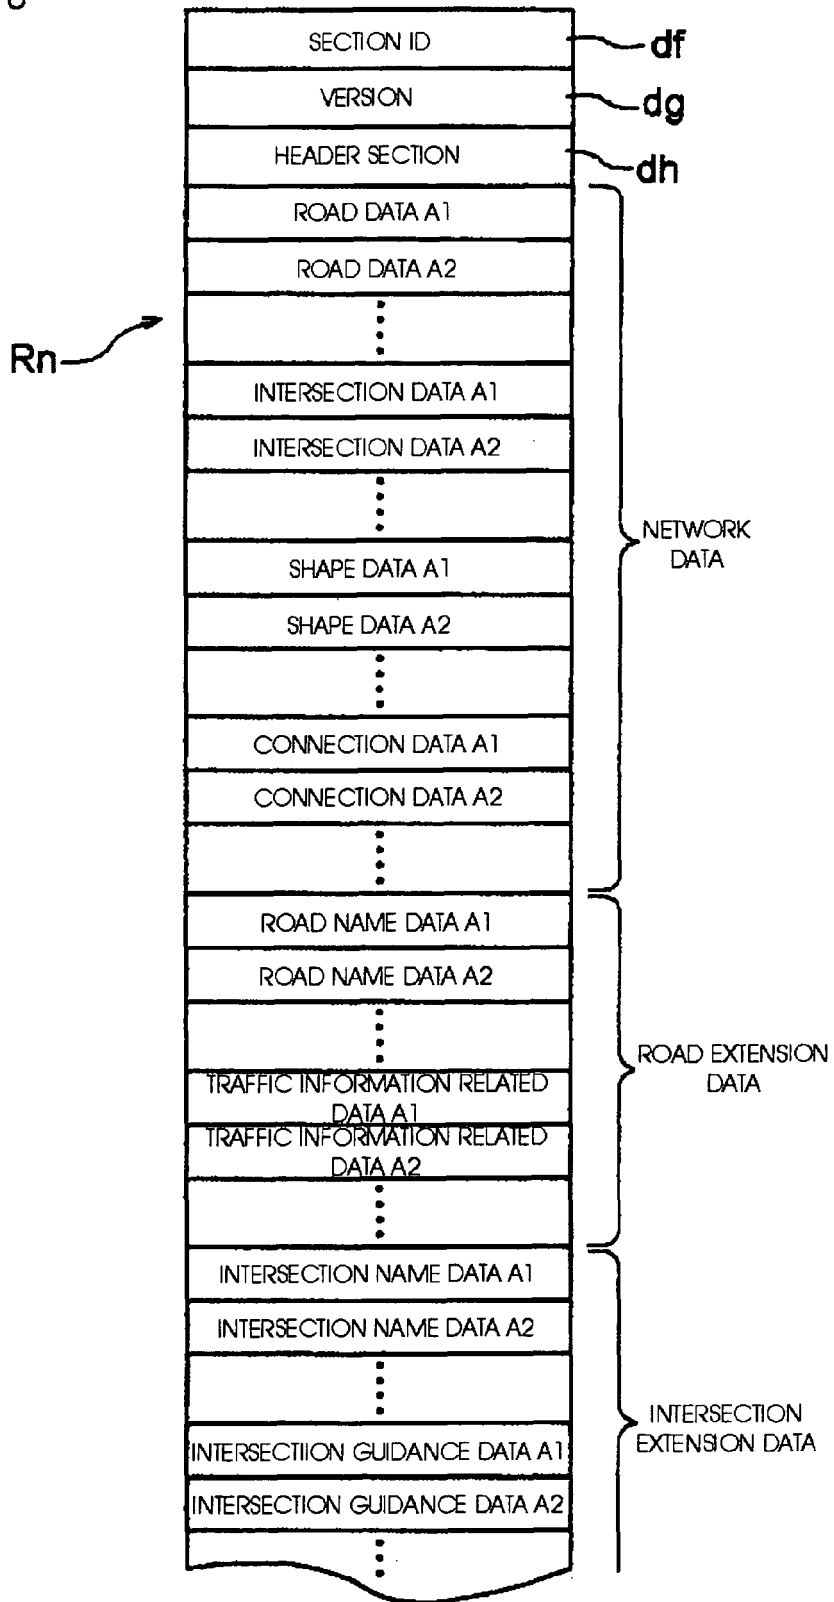 SECTION ID
df
VERSION
dg
HEADER SECTION
dh
ROAD DATA A1
ROAD DATA A2
Rn
INTERSECTION DATA A1
INTERSECTION DATA A2
NETWORK
DATA
SHAPE DATA A1
SHAPE DATA A2
CONNECTION DATA A1
CONNECTION DATA A2
ROAD NAME DATA A1
ROAD NAME DATA A2
ROAD EXTENSION
DATA
TRAFFIC INFORMATION RELATED
DATA A1
TRAFFIC INFORMATION RELATED
DATA A2
INTERSECTION NAME DATA A1
INTERSECTION NAME DATA A2
INTERSECTION
EXTENSION DATA
INTERSECTIION GUIDANCE DATA A1
INTERSECTION GUIDANCE DATA A2